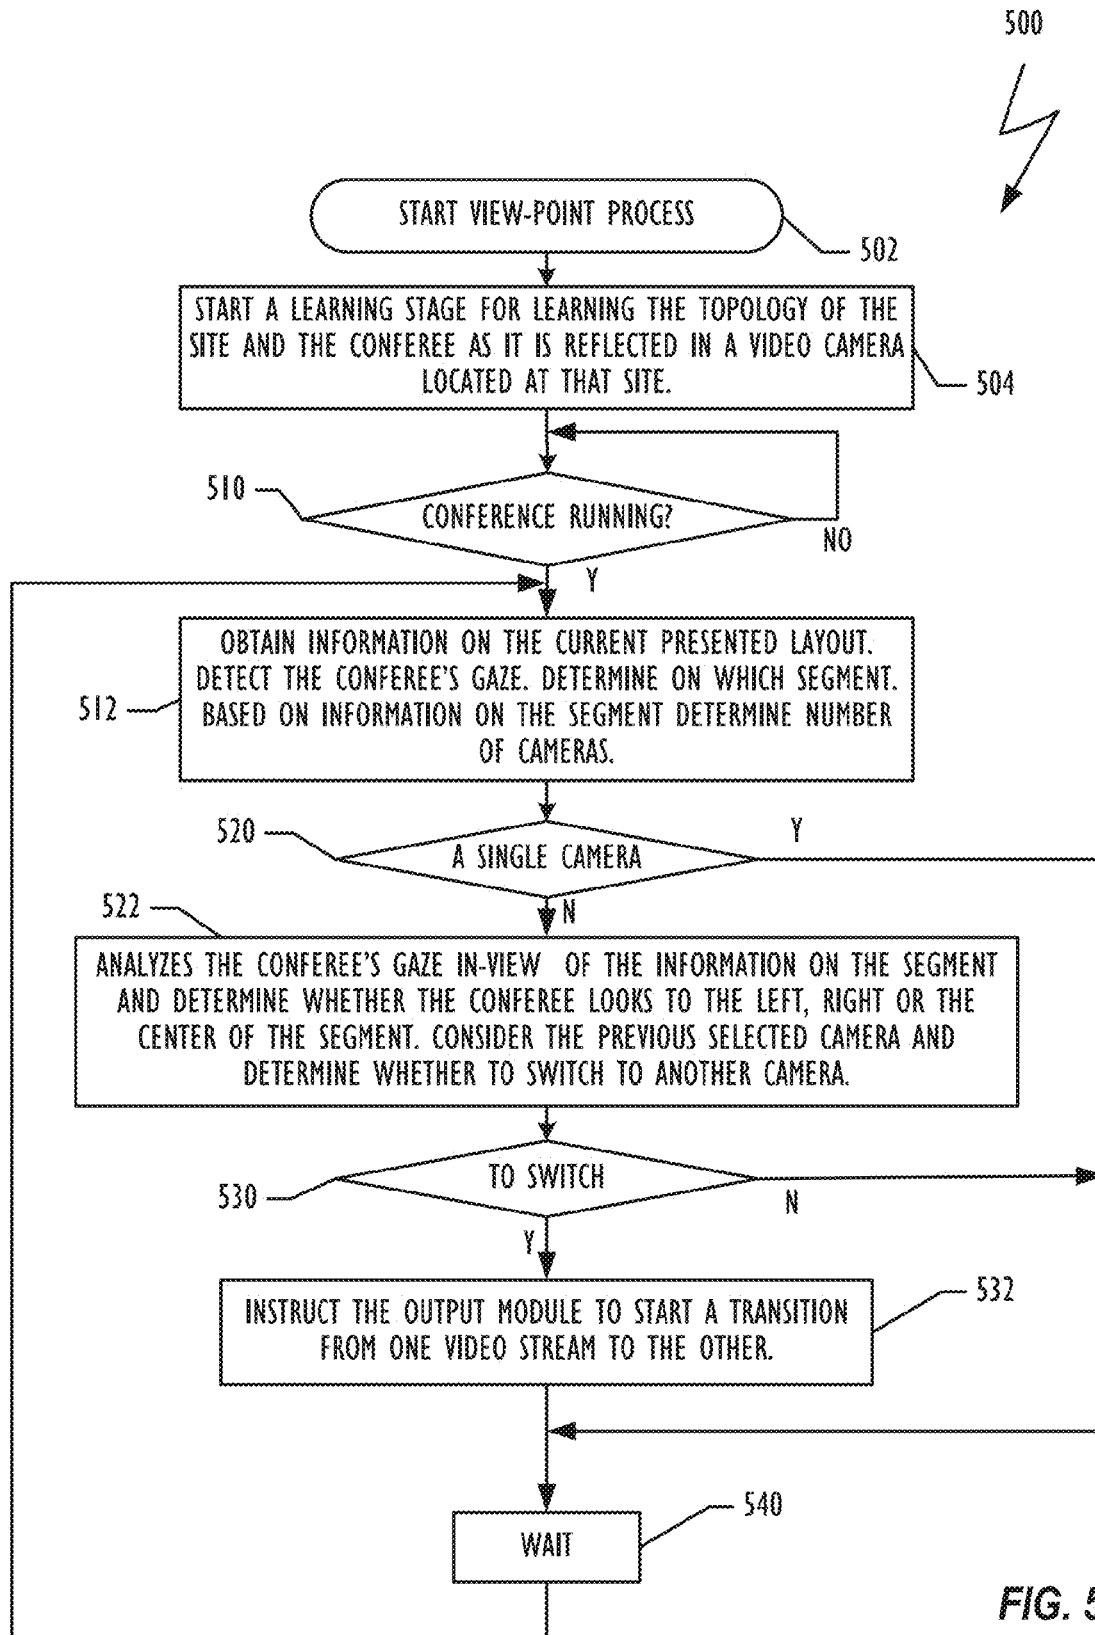 500
START VIEW-POINT PROCESS
502
START A LEARNING STAGE FOR LEARNING THE TOPOLOGY OF THE
SITE AND THE CONFEREE AS IT IS REFLECTED IN A VIDEO CAMERA
LOCATED AT THAT SITE.
504
510
CONFERENCE RUNNING?
NO
Y
OBTAIN INFORMATION ON THE CURRENT PRESENTED LAYOUT.
DETECT THE CONFEREE'S GAZE. DETERMINE ON WHICH SEGMENT.
BASED ON INFORMATION ON THE SEGMENT DETERMINE NUMBER
OF CAMERAS.
512
520
A SINGLE CAMERA
Y
N
522
ANALYZES THE CONFEREE'S GAZE IN-VIEW OF THE INFORMATION ON THE SEGMENT
AND DETERMINE WHETHER THE CONFEREE LOOKS TO THE LEFT, RIGHT OR THE
CENTER OF THE SEGMENT. CONSIDER THE PREVIOUS SELECTED CAMERA AND
DETERMINE WHETHER TO SWITCH TO ANOTHER CAMERA.
TO SWITCH
530
N
Y
532
INSTRUCT THE OUTPUT MODULE TO START A TRANSITION
FROM ONE VIDEO STREAM TO THE OTHER.
540
WAIT
FIG. 5